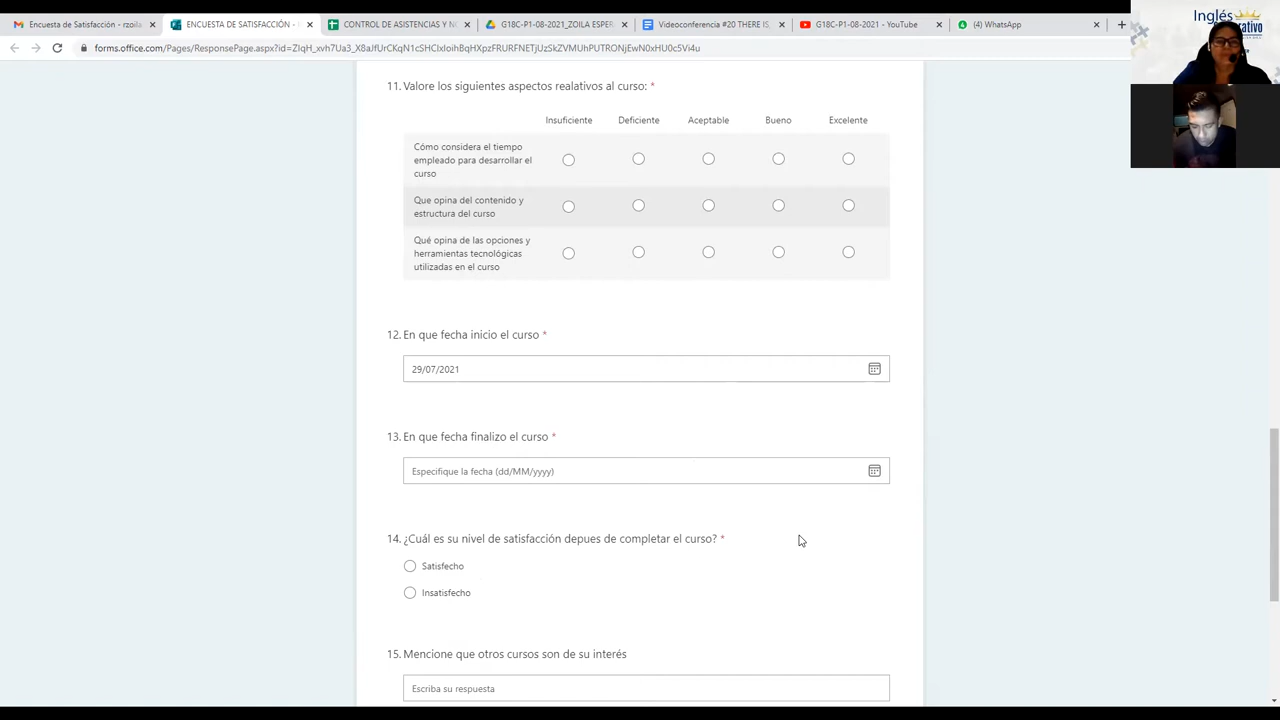 Encuesta de Satisfacción - rzoila
ENCUESTA DE SATISFACCIÓN -
CONTROL DE ASISTENCIAS Y NO
G18C-P1-08-2021_ZOILA ESPER
Videoconferencia #20 THERE IS
G18C-P1-08-2021 - YouTube
(4) WhatsApp
Inglés
forms.office.com/Pages/ResponsePage.aspx?id=ZIqH_xvh7Ua3_X8aJfUrCKqN1cSHCIxIoihBqHXpzFRURFNETjUzSkZVMUhPUTRONjEwN0xHU0c5Vi4u
11. Valore los siguientes aspectos realativos al curso: *
Insuficiente Deficiente Aceptable Bueno Excelente
Cómo considera el tiempo
empleado para desarrollar el
curso
Que opina del contenido y
estructura del curso
Qué opina de las opciones y
herramientas tecnológicas
utilizadas en el curso
12. En que fecha inicio el curso *
29/07/2021
13. En que fecha finalizo el curso *
Especifique la fecha (dd/MM/yyyy)
14. ¿Cuál es su nivel de satisfacción depues de completar el curso? *
Satisfecho
Insatisfecho
15. Mencione que otros cursos son de su interés
Escriba su respuesta